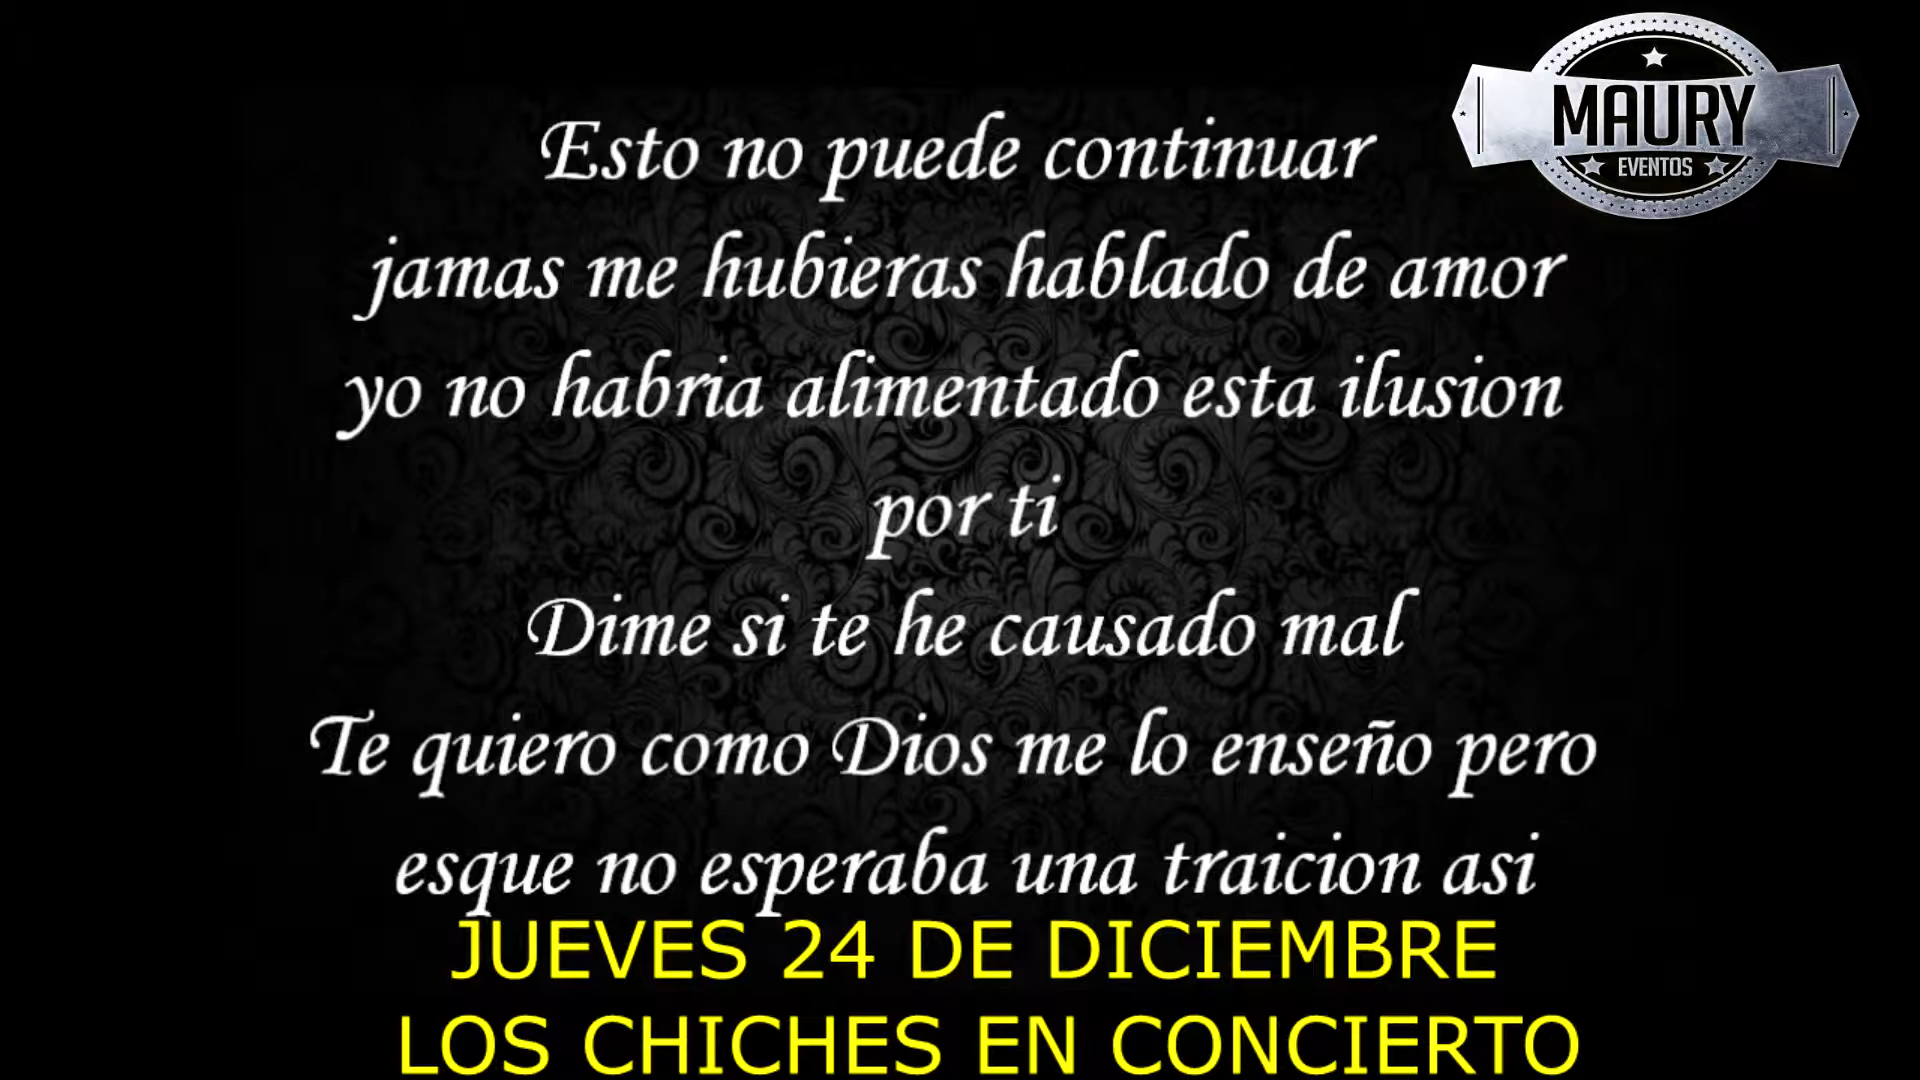 MAURY
EVENTOS
Esto no puede continuar
jamas me hubieras hablado de amor
yo no habria alimentado esta ilusion
por ti
Dime si te he causado mal
Te quiero como Dios me lo enseño pero
esque no esperaba una traicion asi
JUEVES 24 DE DICIEMBRE
LOS CHICHES EN CONCIERTO